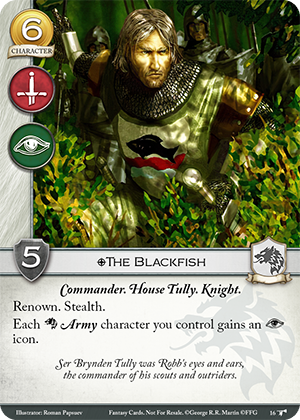 6
CHARACTER
5
The Blackfish
Commander. House Tully. Knight.
Renown. Stealth.
Each Army character you control gains an
icon.
Ser Brynden Tully was Robb's eyes and ears,
the commander of his scouts and outriders.
Illustrator: Roman Papsuev Fantasy Cards. Not For Resale. ©George R.R. Martin ©FFG 16